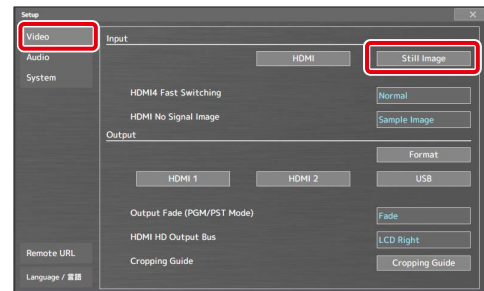 Setup
Video
Audio
System
Remote URL
Language / 言語
Input
HDMI
Still Image
HDMI4 Fast Switching
Normal
HDMI No Signal Image
Sample Image
Output
Format
HDMI 1
HDMI 2
USB
Output Fade (PGM/PST Mode)
Fade
HDMI HD Output Bus
LCD Right
Cropping Guide
Cropping Guide